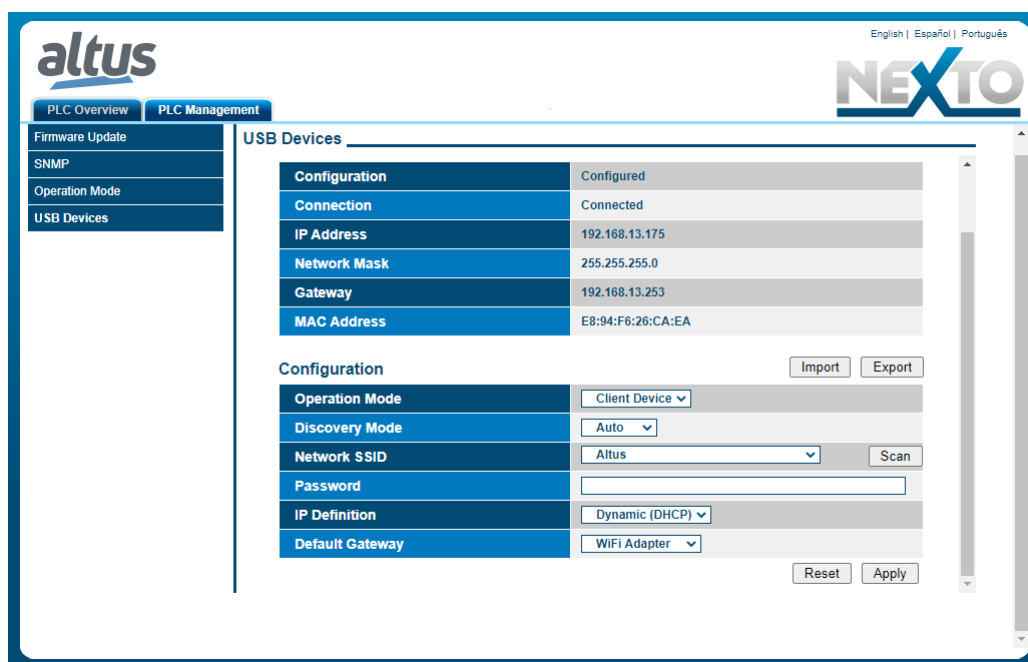 English | Español | Português
altus
NEXTO
PLC Overview PLC Management
Firmware Update
SNMP
Operation Mode
USB Devices
USB Devices
Configuration Configured
Connection Connected
IP Address 192.168.13.175
Network Mask 255.255.255.0
Gateway 192.168.13.253
MAC Address E8:94:F6:26:CA:EA
Configuration Import Export
Operation Mode Client Device
Discovery Mode Auto
Network SSID Altus Scan
Password
IP Definition Dynamic (DHCP)
Default Gateway WiFi Adapter
Reset Apply